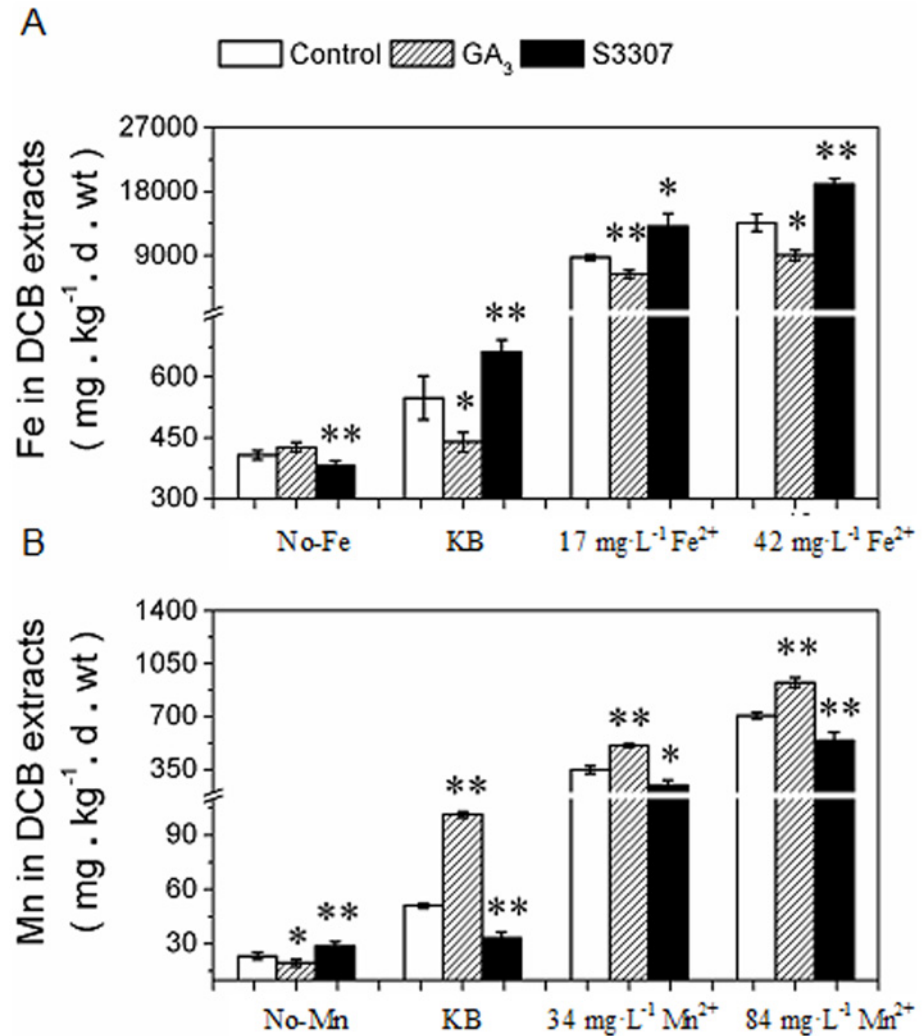 A
Control GA₃ S3307
Fe in DCB extracts
( mg . kg⁻¹ . d . wt )
27000
18000
9000
600
450
300
** * ** ** * * **
No-Fe KB 17 mg·L⁻¹ Fe²⁺ 42 mg·L⁻¹ Fe²⁺
B
Mn in DCB extracts
( mg . kg⁻¹ . d . wt )
1400
1050
700
350
90
60
30
* ** ** ** ** * ** **
No-Mn KB 34 mg·L⁻¹ Mn²⁺ 84 mg·L⁻¹ Mn²⁺